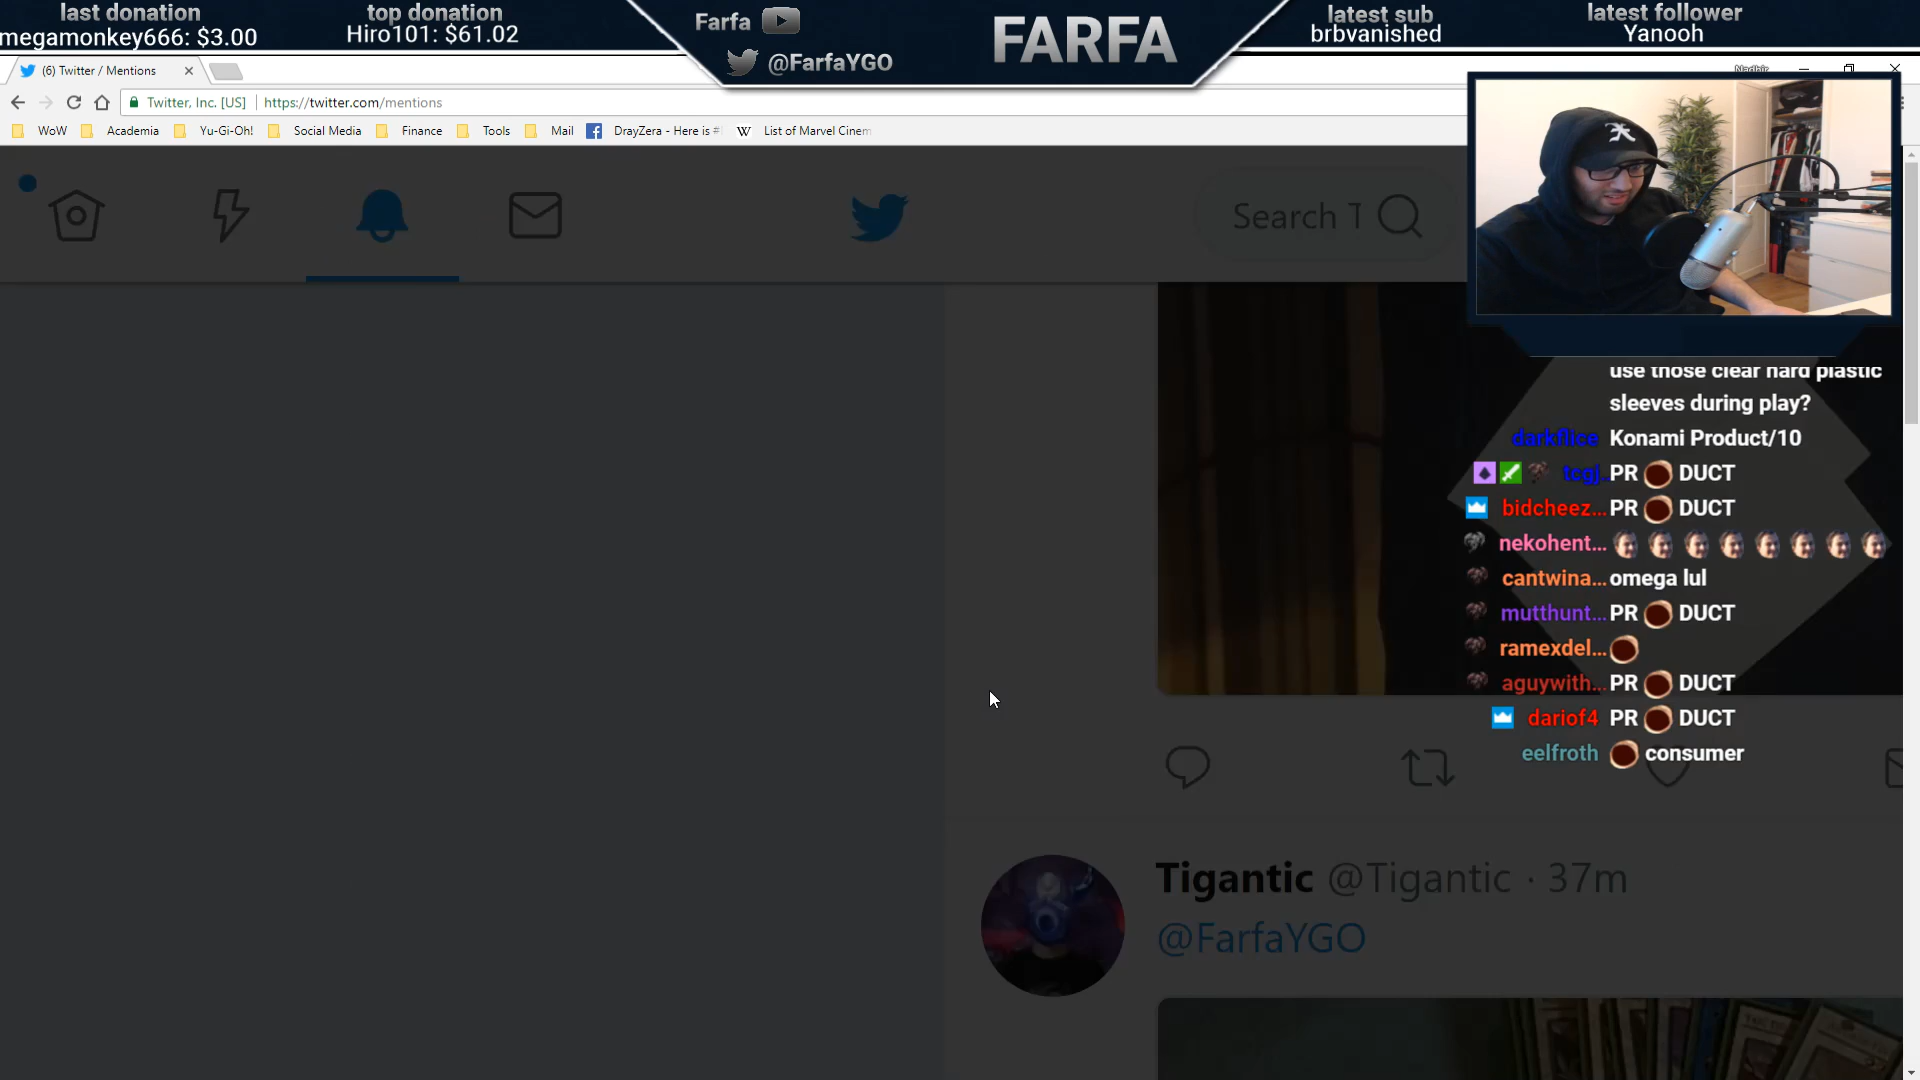 last donation
megamonkey666: $3.00
top donation
Hiro101: $61.02
Farfa
@FarfaYGO
FARFA
latest sub
brbvanished
latest follower
Yanooh
(6) Twitter / Mentions
Twitter, Inc. [US]
https://twitter.com/mentions
WoW
Academia
Yu-Gi-Oh!
Social Media
Finance
Tools
Mail
DrayZera - Here is #
List of Marvel Cinem
Search T
use those clear hard plastic
sleeves during play?
darkflice Konami Product/10
tcgj... PR DUCT
bidcheez... PR DUCT
nekohent...
cantwina... omega lul
mutthunt... PR DUCT
ramexdel...
aguywith... PR DUCT
dariof4 PR DUCT
eelfroth consumer
Tigantic @Tigantic · 37m
@FarfaYGO